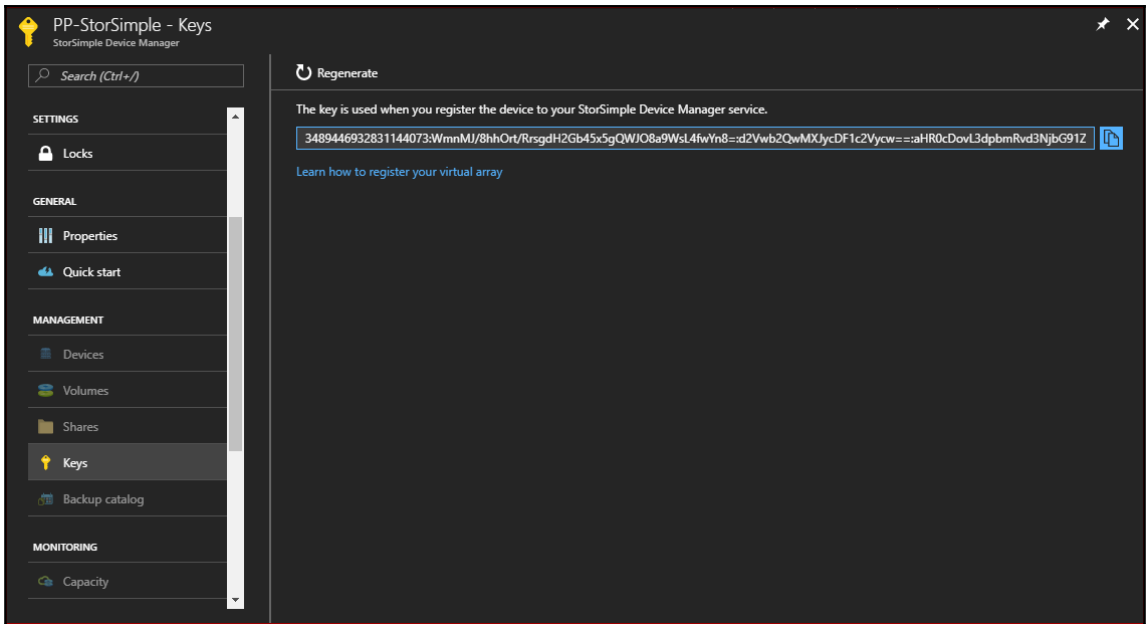 PP-StorSimple - Keys
StorSimple Device Manager
Search (Ctrl+/)
SETTINGS
Locks
GENERAL
Properties
Quick start
MANAGEMENT
Devices
Volumes
Shares
Keys
Backup catalog
MONITORING
Capacity
Regenerate
The key is used when you register the device to your StorSimple Device Manager service.
3489446932831144073:WmnMJ/8hhOrt/RrsgdH2Gb45x5gQWJO8a9WsL4fwYn8=:d2Vwb2QwMXJycDF1c2Vycw==:aHR0cDovL3dpbmRvd3NjbG91Z
Learn how to register your virtual array